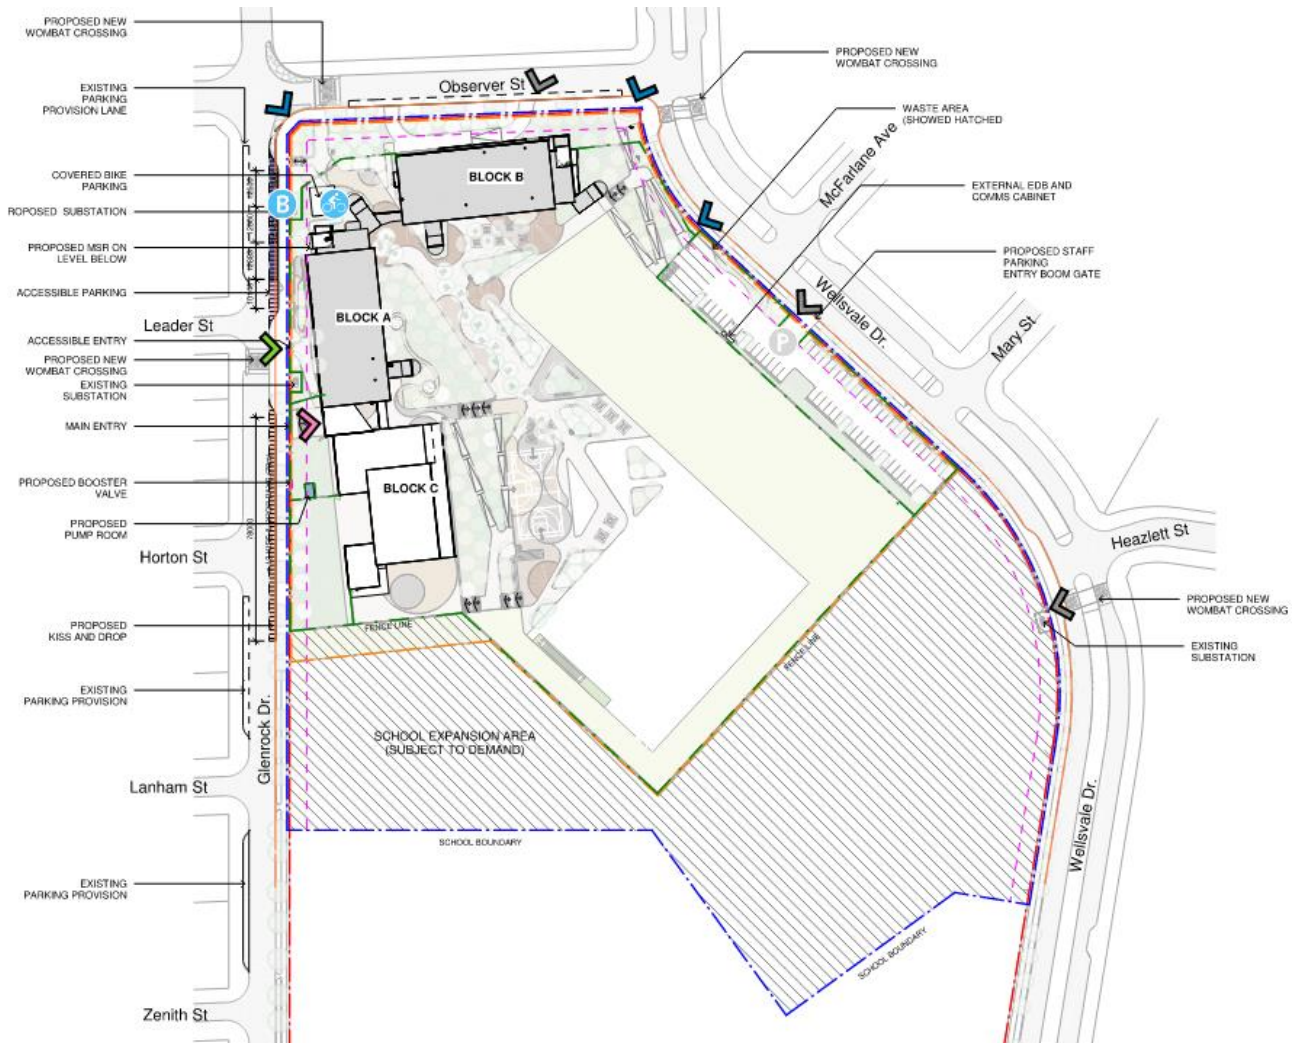 PROPOSED NEW
WOMBAT CROSSING
EXISTING
PARKING
PROVISION LANE
COVERED BIKE
PARKING
ROPOSED SUBSTATION
PROPOSED MSR ON
LEVEL BELOW
ACCESSIBLE PARKING
Leader St
ACCESSIBLE ENTRY
PROPOSED NEW
WOMBAT CROSSING
EXISTING
SUBSTATION
MAIN ENTRY
PROPOSED BOOSTER
VALVE
PROPOSED
PUMP ROOM
Horton St
PROPOSED
KISS AND DROP
EXISTING
PARKING PROVISION
Glenrock Dr.
Lanham St
EXISTING
PARKING PROVISION
Zenith St
Observer St
B
BLOCK B
BLOCK A
BLOCK C
FENCE LINE
SCHOOL EXPANSION AREA
(SUBJECT TO DEMAND)
SCHOOL BOUNDARY
FENCE LINE
SCHOOL BOUNDARY
P
PROPOSED NEW
WOMBAT CROSSING
WASTE AREA
(SHOWED HATCHED
McFarlane Ave
EXTERNAL EDB AND
COMMS CABINET
PROPOSED STAFF
PARKING
ENTRY BOOM GATE
Wellsvale Dr.
Mary St
Heazlett St
PROPOSED NEW
WOMBAT CROSSING
EXISTING
SUBSTATION
Wellsvale Dr.